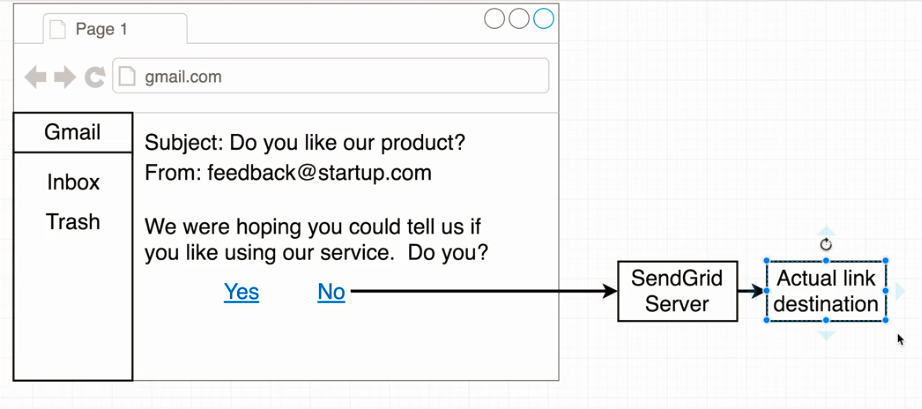 Page 1
gmail.com
Gmail
Inbox
Trash
Subject: Do you like our product?
From: feedback@startup.com
We were hoping you could tell us if
you like using our service.  Do you?
Yes
No
SendGrid
Server
Actual link
destination